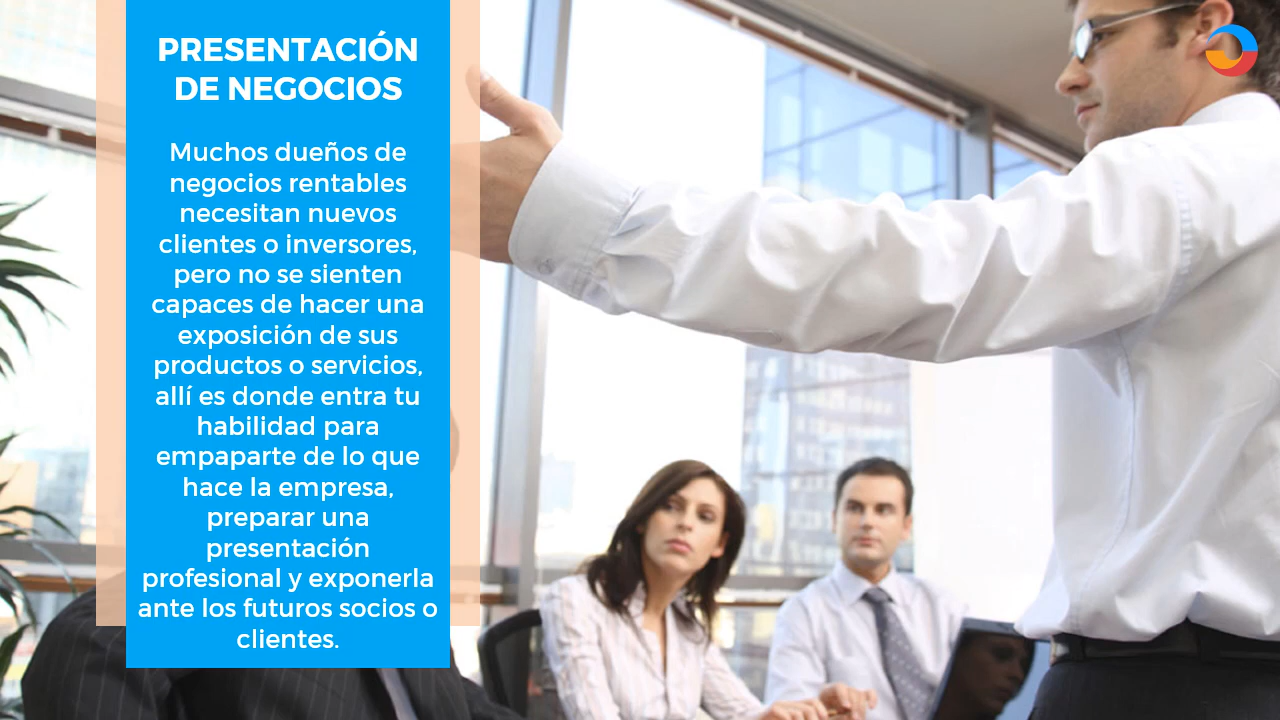 PRESENTACIÓN
DE NEGOCIOS
Muchos dueños de
negocios rentables
necesitan nuevos
clientes o inversores,
pero no se sienten
capaces de hacer una
exposición de sus
productos o servicios,
allí es donde entra tu
habilidad para
empaparte de lo que
hace la empresa,
preparar una
presentación
profesional y exponerla
ante los futuros socios o
clientes.